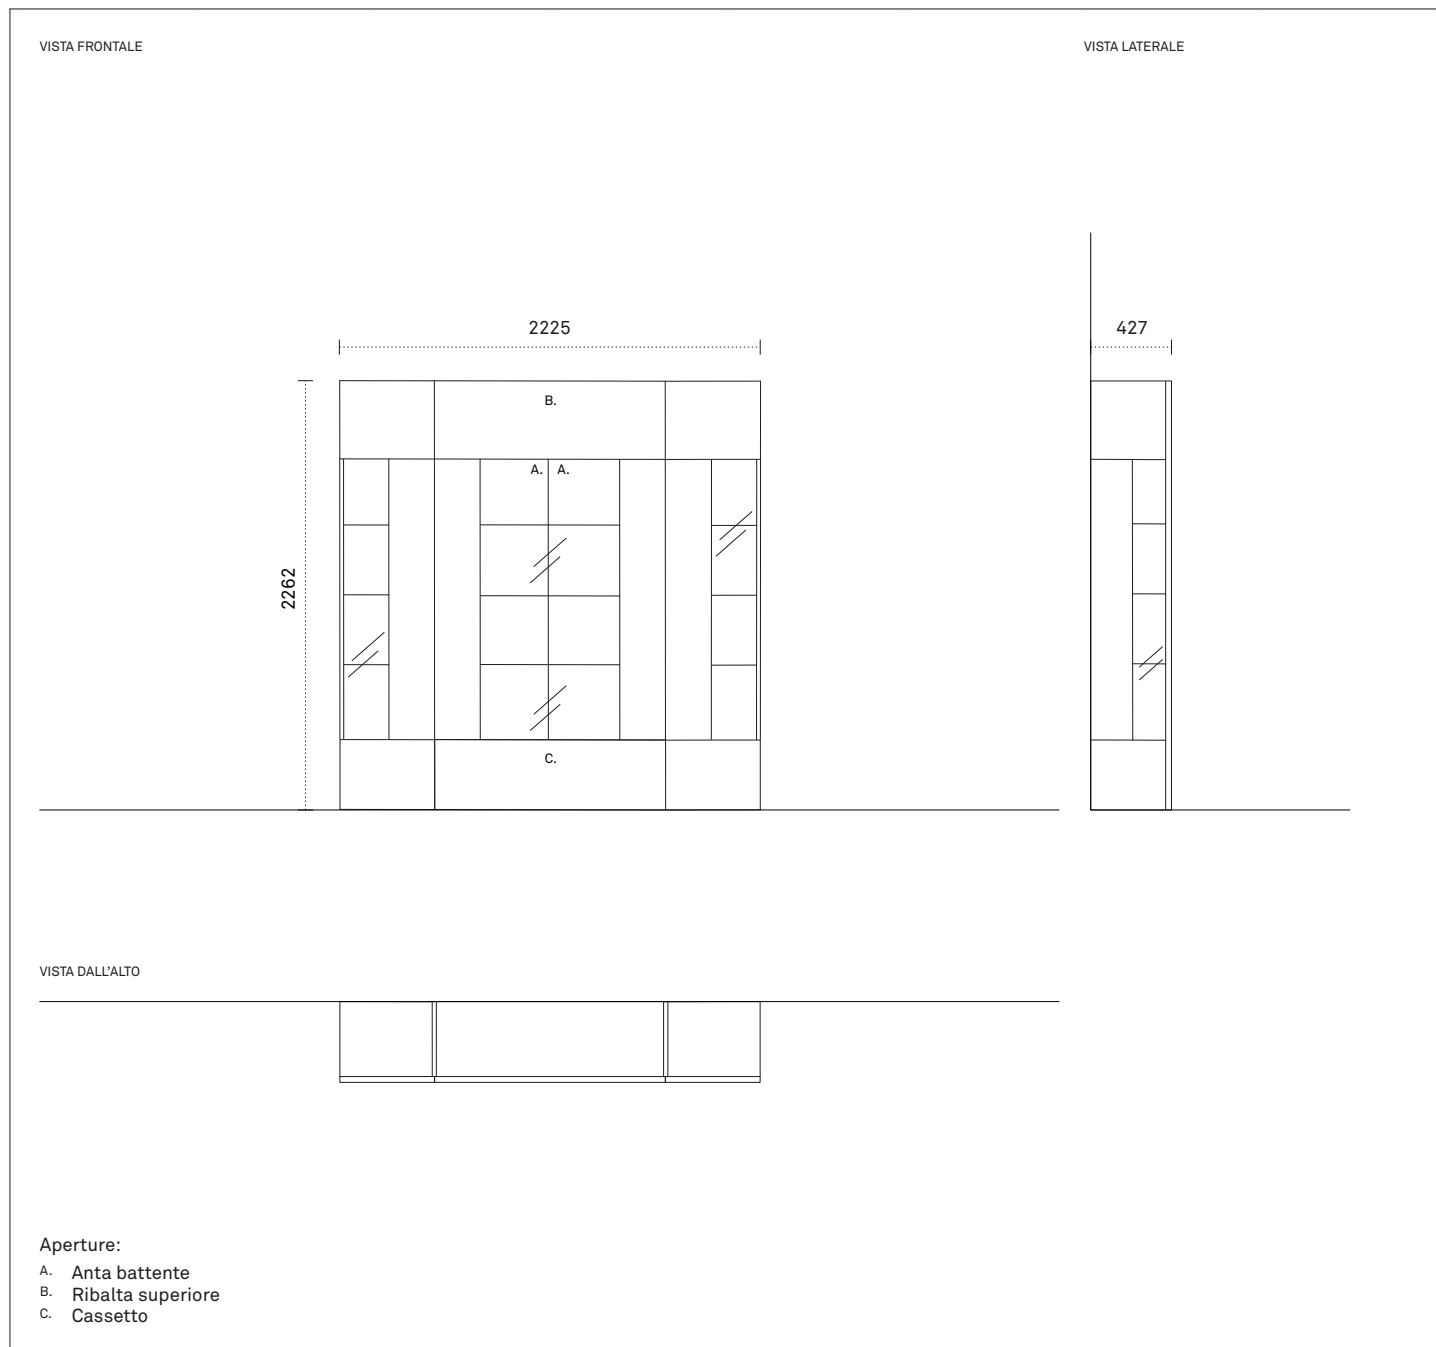 VISTA FRONTALE
VISTA LATERALE
2225
427
B.
A. A.
2262
C.
VISTA DALL'ALTO
Aperture:
A. Anta battente
B. Ribalta superiore
C. Cassetto